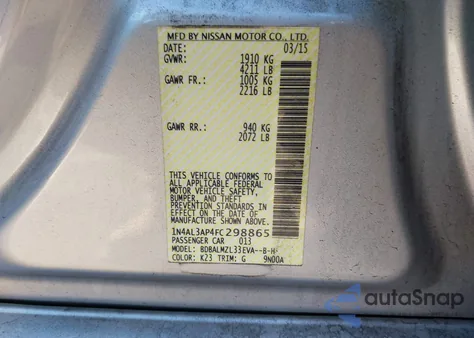 MFD BY NISSAN MOTOR CO., LTD.
DATE: 03/15
GVWR: 1910 KG
4211 LB
GAWR FR.: 1005 KG
2216 LB
GAWR RR.: 940 KG
2072 LB
THIS VEHICLE CONFORMS TO
ALL APPLICABLE FEDERAL
MOTOR VEHICLE SAFETY,
BUMPER, AND THEFT
PREVENTION STANDARDS IN
EFFECT ON THE DATE OF
MANUFACTURE SHOWN ABOVE.
1N4AL3AP4FC298865
PASSENGER CAR 013
MODEL: BDBALMZL33EVA--B-H-
COLOR: K23 TRIM: G 9N00A
autoSnap